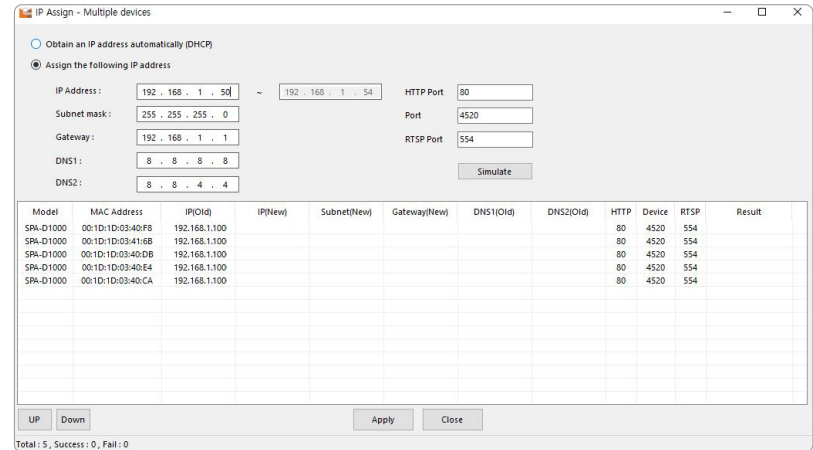 IP Assign - Multiple devices
Obtain an IP address automatically (DHCP)
Assign the following IP address
IP Address : 192 . 168 . 1 . 50 ~ 192 . 168 . 1 . 54 HTTP Port 80
Subnet mask : 255 . 255 . 255 . 0 Port 4520
Gateway : 192 . 168 . 1 . 1 RTSP Port 554
DNS1 : 8 . 8 . 8 . 8 Simulate
DNS2 : 8 . 8 . 4 . 4
Model MAC Address IP(Old) IP(New) Subnet(New) Gateway(New) DNS1(Old) DNS2(Old) HTTP Device RTSP Result
SPA-D1000 00:1D:1D:03:40:F8 192.168.1.100 80 4520 554
SPA-D1000 00:1D:1D:03:41:6B 192.168.1.100 80 4520 554
SPA-D1000 00:1D:1D:03:40:DB 192.168.1.100 80 4520 554
SPA-D1000 00:1D:1D:03:40:E4 192.168.1.100 80 4520 554
SPA-D1000 00:1D:1D:03:40:CA 192.168.1.100 80 4520 554
UP Down Apply Close
Total : 5 , Success : 0 , Fail : 0